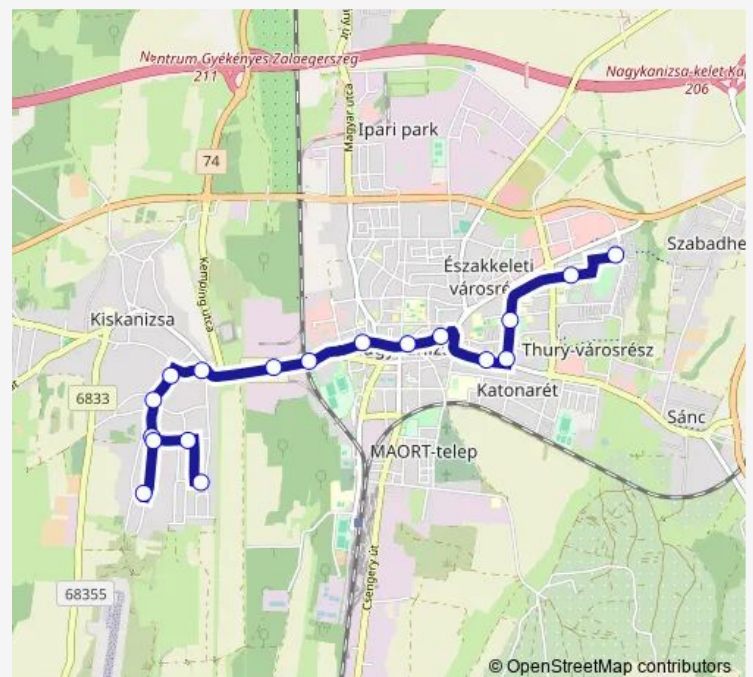 Nentrum Gyékényes Zalaegerszeg
211
Nagykanizsa-kelet Ka
206
Magyar utca
Ipari park
74
Kemping utca
Szabadhe
Északkeleti
városré
Kiskanizsa
Thury-városrész
6833
Katonarét
Sánc
MAORT-telep
68355
Csengery út
© OpenStreetMap contributors